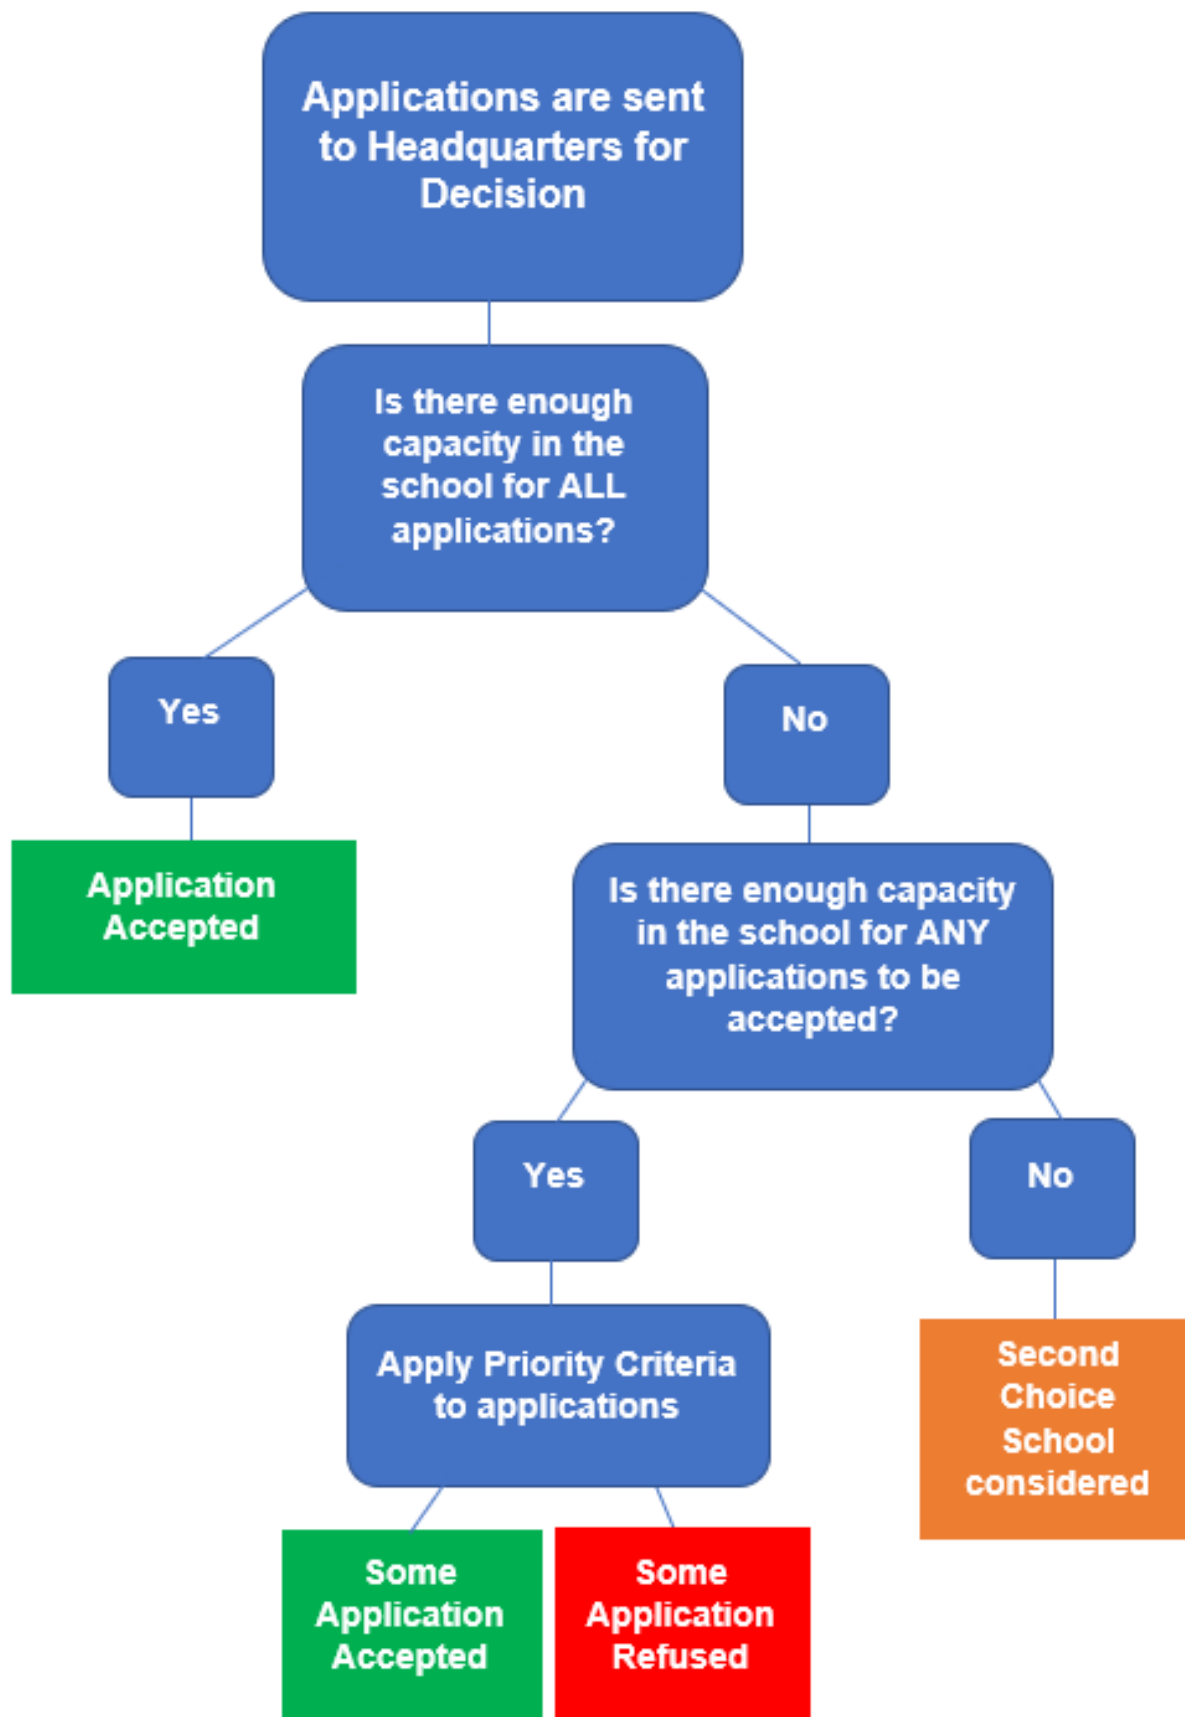 Applications are sent
to Headquarters for
Decision
Is there enough
capacity in the
school for ALL
applications?
Yes
No
Application
Accepted
Is there enough capacity
in the school for ANY
applications to be
accepted?
Yes
No
Apply Priority Criteria
to applications
Second
Choice
School
considered
Some
Application
Accepted
Some
Application
Refused